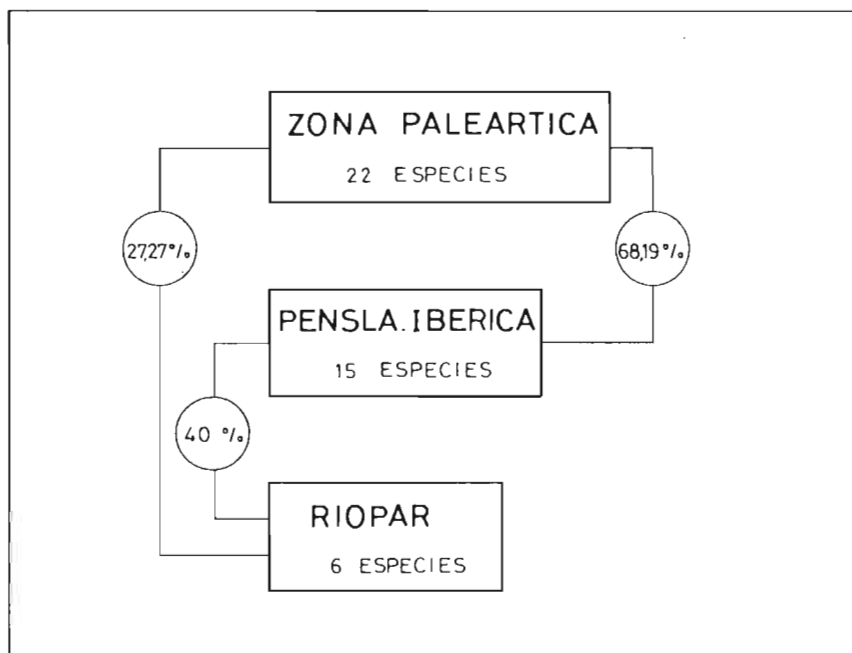 ZONA PALEARTICA
22 ESPECIES
27,27%
68,19%
PENSLA. IBERICA
15 ESPECIES
40 %
RIOPAR
6 ESPECIES